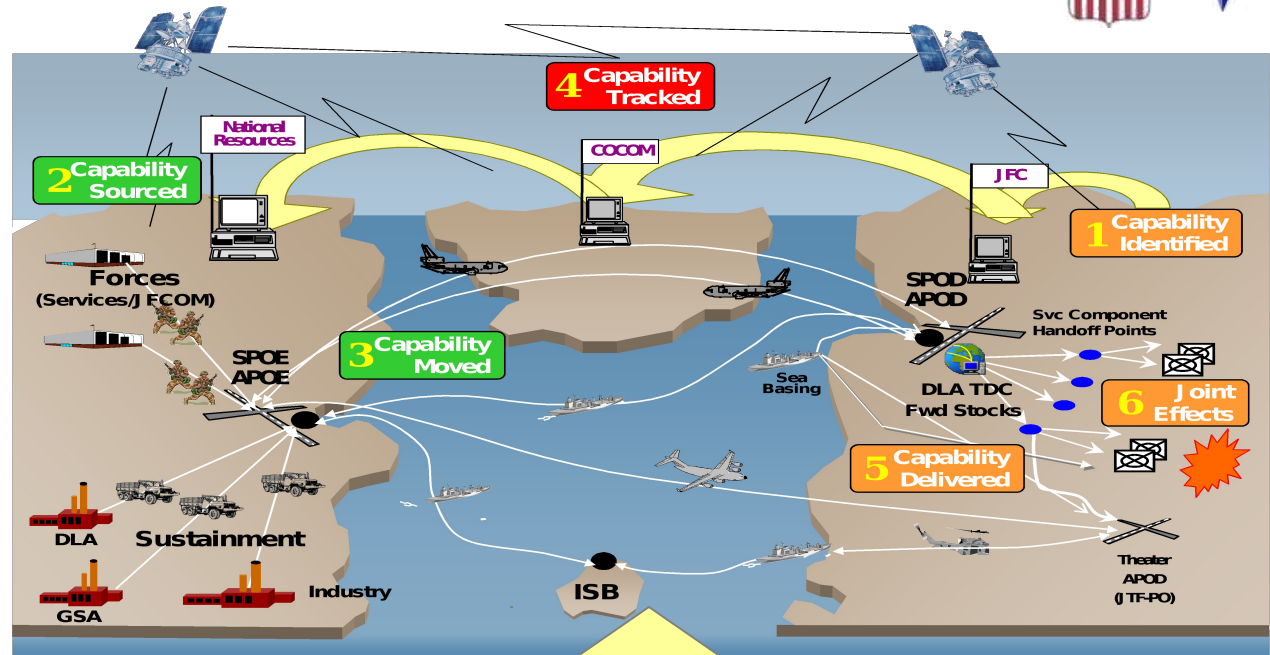 4 Capability
Tracked
National
Resources
COCOM
JFC
2 Capability
Sourced
1 Capability
Identified
Forces
(Services/JFCOM)
SPOD
APOD
Svc Component
Handoff Points
3 Capability
Moved
SPOE
APOE
Sea
Basing
DLA TDC
Fwd Stocks
6 Joint
Effects
5 Capability
Delivered
DLA
Sustainment
GSA
Industry
ISB
Theater
APOD
(JTF-PO)